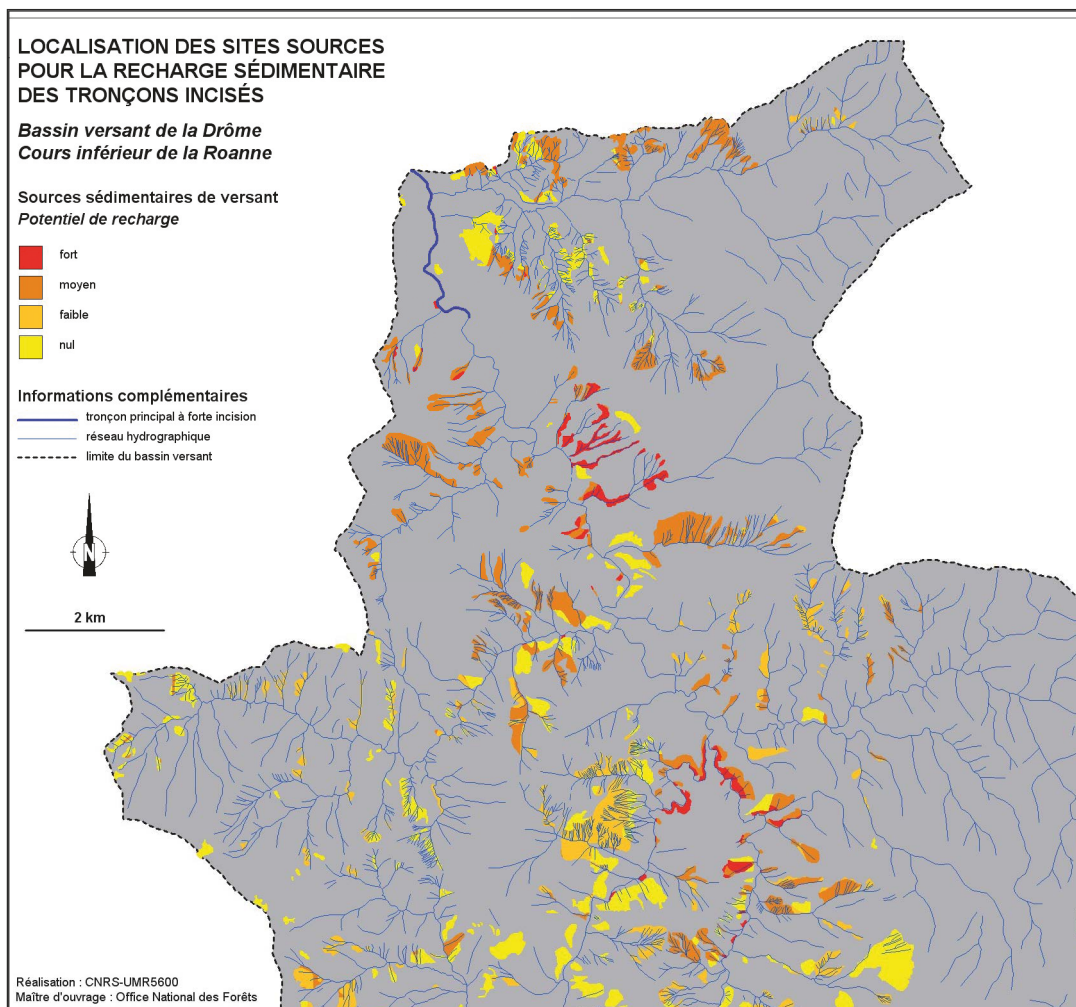 LOCALISATION DES SITES SOURCES
POUR LA RECHARGE SÉDIMENTAIRE
DES TRONÇONS INCISÉS
Bassin versant de la Drôme
Cours inférieur de la Roanne
Sources sédimentaires de versant
Potentiel de recharge
fort
moyen
faible
nul
Informations complémentaires
tronçon principal à forte incision
réseau hydrographique
limite du bassin versant
N
2 km
Réalisation : CNRS-UMR5600
Maître d'ouvrage : Office National des Forêts